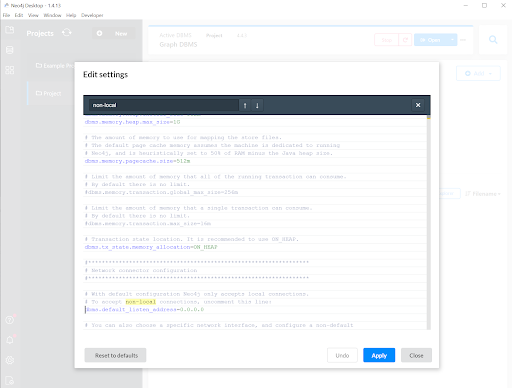 Neo4j Desktop - 1.4.15
File Edit View Window Help Developer
Projects
New
Project
Graph DBMS
Project
Edit settings
non-local
dbms.memory.heap.max_size=1G
# The amount of memory to use for mapping the store files.
# The default page cache memory assumes the machine is dedicated to running
# Neo4j, and is heuristically set to 50% of RAM minus the Java heap size.
dbms.memory.pagecache.size=512m
# Limit the amount of memory that all of the running transaction can consume.
# By default there is no limit.
#dbms.memory.transaction.global_max_size=256m
# Limit the amount of memory that a single transaction can consume.
# By default there is no limit.
#dbms.memory.transaction.max_size=16m
# Transaction state location. It is recommended to use ON_HEAP.
dbms.tx_state.memory_allocation=ON_HEAP
# Network connector configuration
# With default configuration Neo4j only accepts local connections.
# To accept non-local connections, uncomment this line:
dbms.default_listen_address=0.0.0.0
# You can also choose a specific network interface, and configure a non-default
Reset to defaults
Undo
Apply
Close